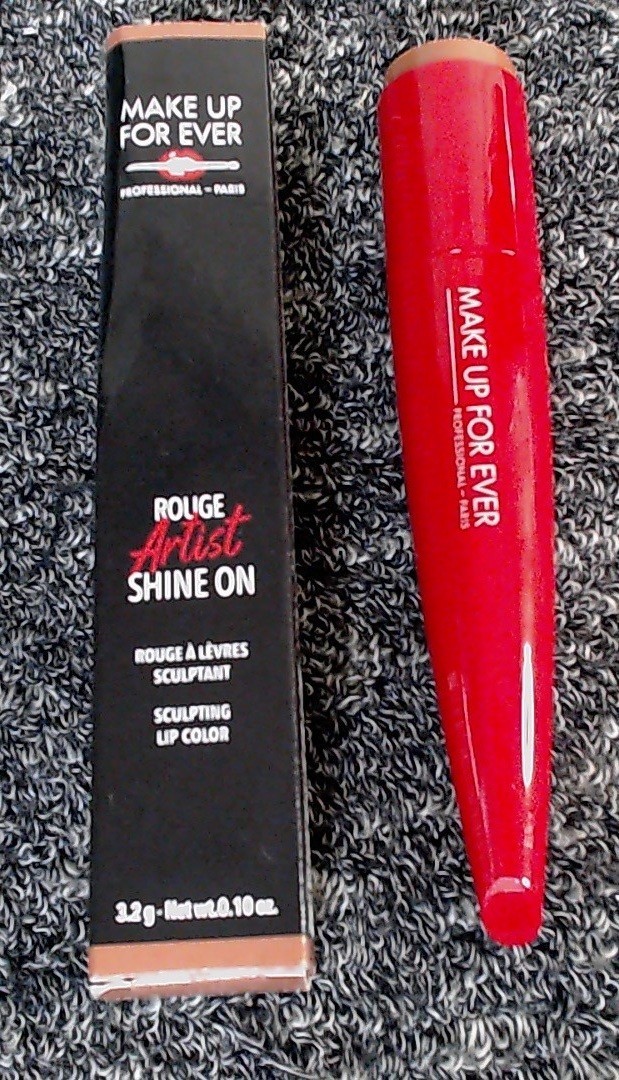 MAKE UP
FOR EVER
PROFESSIONAL - PARIS
ROUGE
Artist
SHINE ON
ROUGE À LÈVRES
SCULPTANT
SCULPTING
LIP COLOR
3.2 g - Net wt. 0.10 oz.
MAKE UP FOR EVER
PROFESSIONAL - PARIS